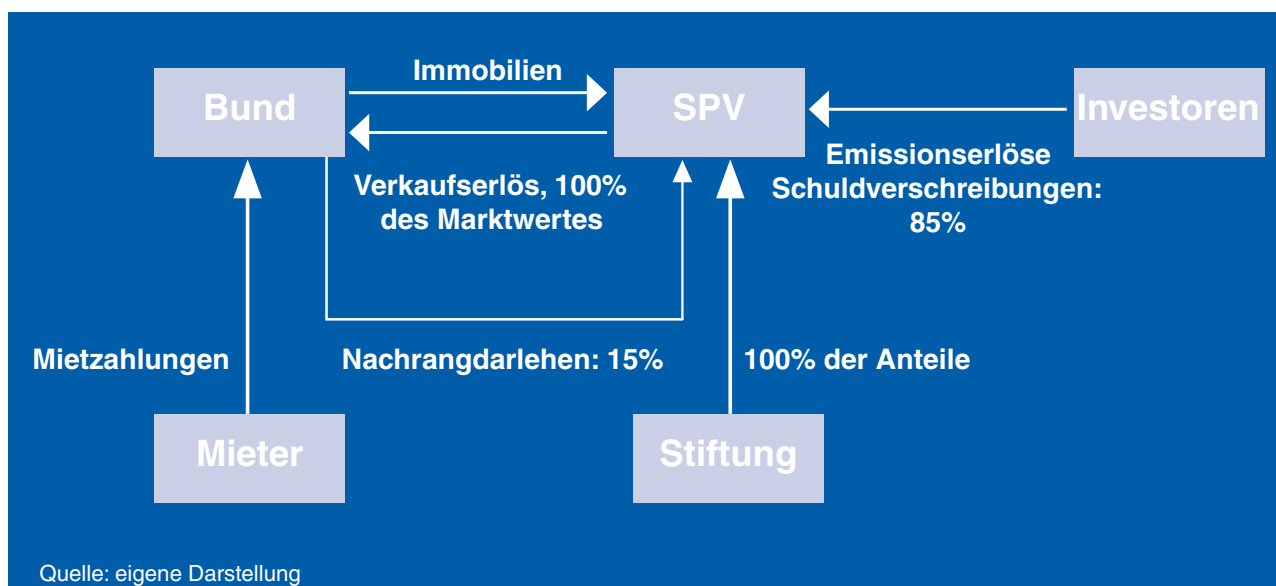 Immobilien
Bund
SPV
Investoren
Verkaufserlös, 100%
des Marktwertes
Emissionserlöse
Schuldverschreibungen:
85%
Mietzahlungen
Nachrangdarlehen: 15%
100% der Anteile
Mieter
Stiftung
Quelle: eigene Darstellung